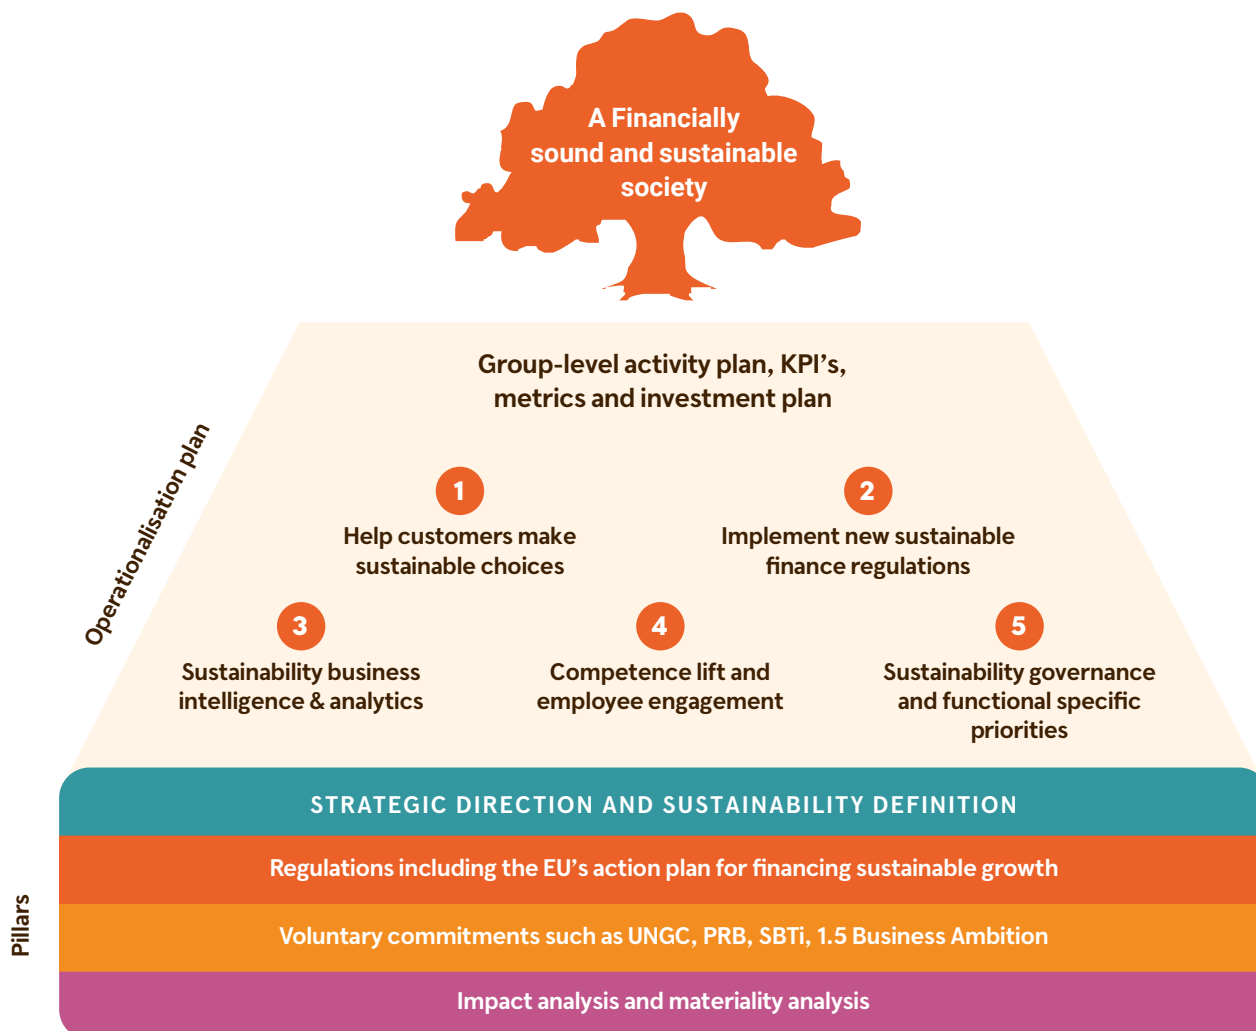 A Financially
sound and sustainable
society
Group-level activity plan, KPI’s,
metrics and investment plan
Operationalisation plan
1
Help customers make
sustainable choices
2
Implement new sustainable
finance regulations
3
Sustainability business
intelligence & analytics
4
Competence lift and
employee engagement
5
Sustainability governance
and functional specific
priorities
STRATEGIC DIRECTION AND SUSTAINABILITY DEFINITION
Pillars
Regulations including the EU’s action plan for financing sustainable growth
Voluntary commitments such as UNGC, PRB, SBTi, 1.5 Business Ambition
Impact analysis and materiality analysis